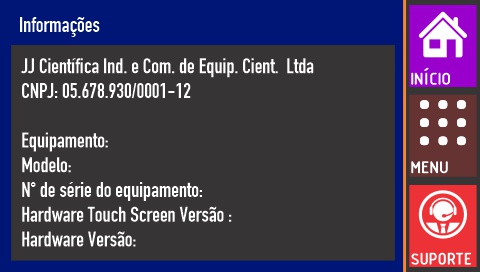 Informações
JJ Científica Ind. e Com. de Equip. Cient. Ltda
CNPJ: 05.678.930/0001-12
Equipamento:
Modelo:
N° de série do equipamento:
Hardware Touch Screen Versão :
Hardware Versão:
INÍCIO
MENU
SUPORTE